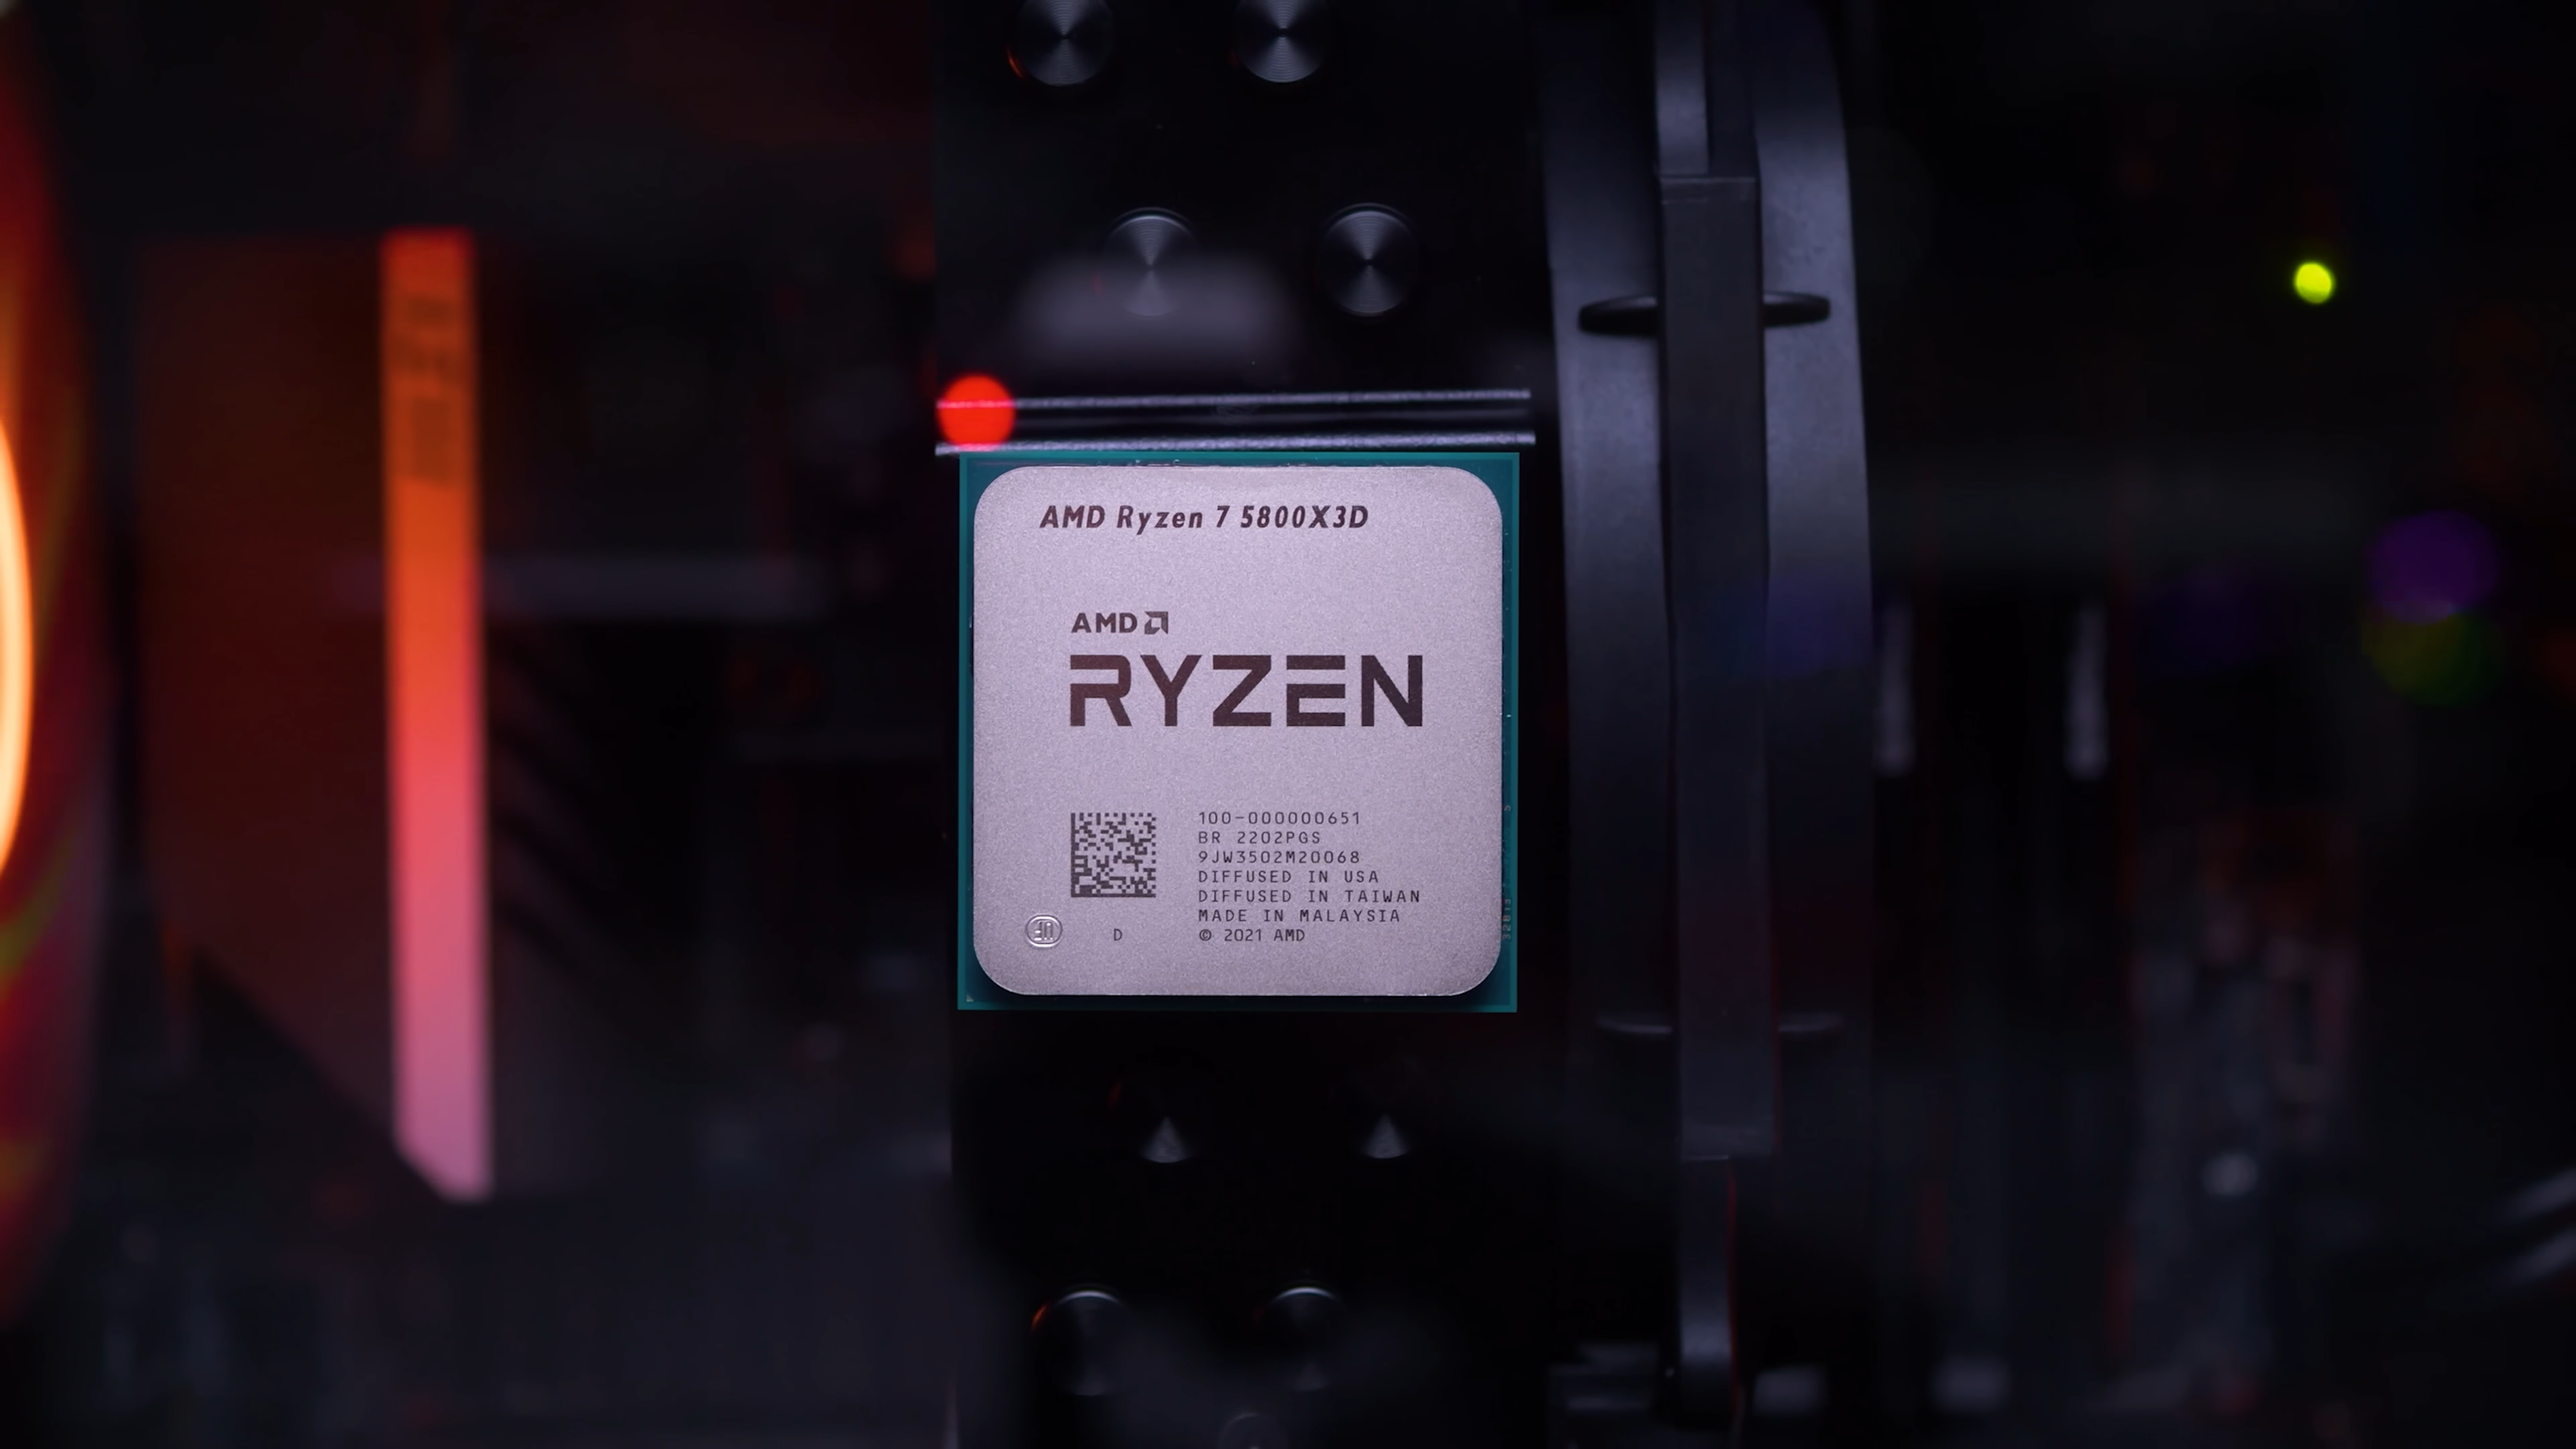 AMD Ryzen 7 5800X3D
AMD
RYZEN
100-000000651
BR 2202PGS
9JW3502M20068
DIFFUSED IN USA
DIFFUSED IN TAIWAN
MADE IN MALAYSIA
© 2021 AMD
D